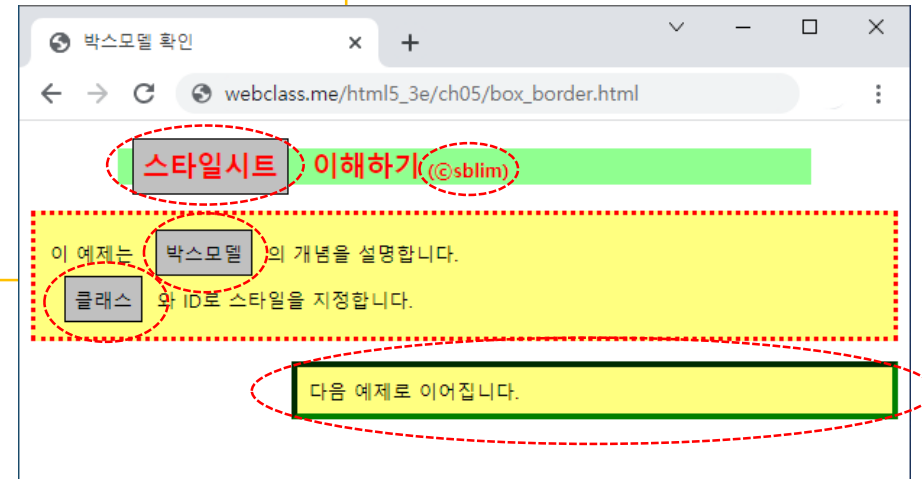 박스모델 확인
webclass.me/html5_3e/ch05/box_border.html
스타일시트 이해하기 (©sblim)
이 예제는 박스모델 의 개념을 설명합니다.
클래스 와 ID로 스타일을 지정합니다.
다음 예제로 이어집니다.